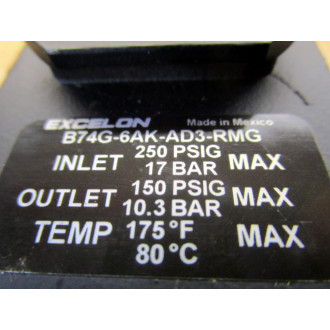 EXCELON Made in Mexico
B74G-6AK-AD3-RMG
INLET 250 PSIG 17 BAR MAX
OUTLET 150 PSIG 10.3 BAR MAX
TEMP 175 °F 80 °C MAX